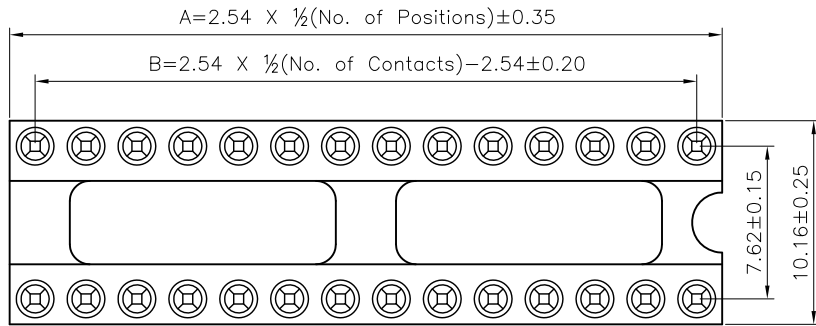 A=2.54 X ½(No. of Positions)±0.35
B=2.54 X ½(No. of Contacts)−2.54±0.20
7.62±0.15
10.16±0.25